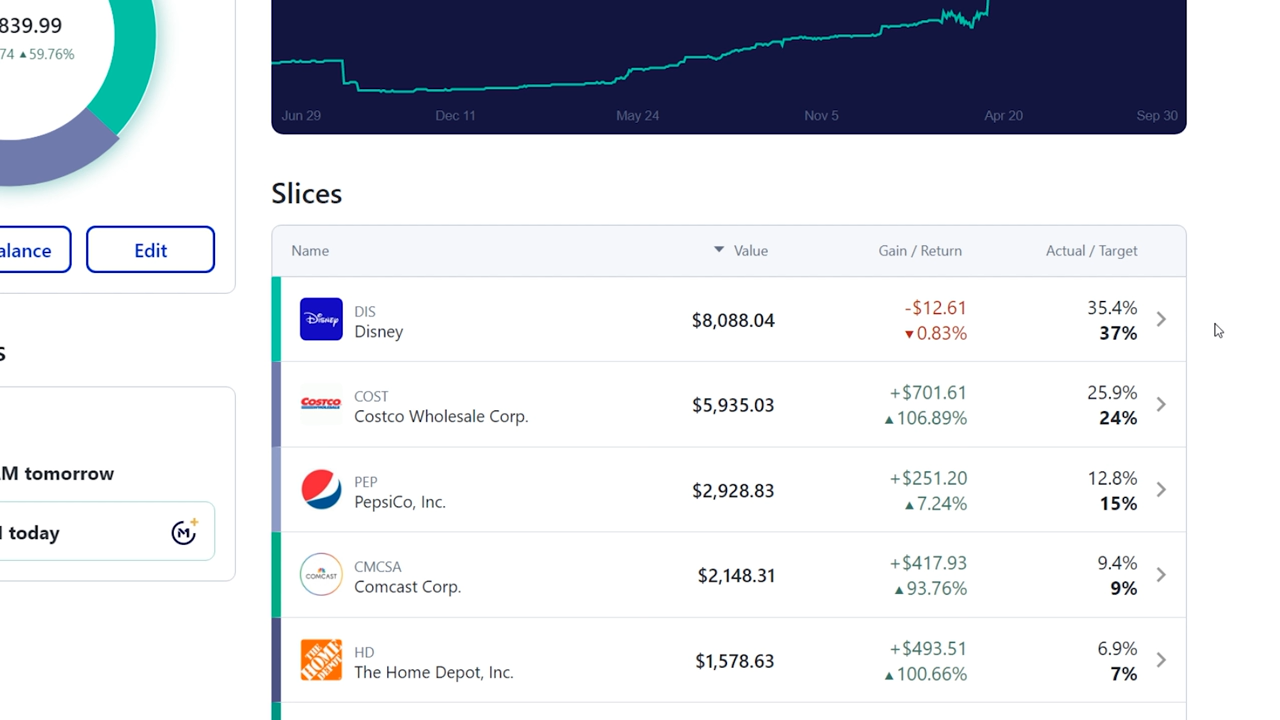 839.99
74 ▲59.76%
alance
Edit
s
M tomorrow
today
M+
Jun 29
Dec 11
May 24
Nov 5
Apr 20
Sep 30
Slices
Name
Value
Gain / Return
Actual / Target
Disney
DIS
Disney
$8,088.04
-$12.61
▼0.83%
35.4%
37%
COSTCO
WHOLESALE
COST
Costco Wholesale Corp.
$5,935.03
+$701.61
▲106.89%
25.9%
24%
PEP
PepsiCo, Inc.
$2,928.83
+$251.20
▲7.24%
12.8%
15%
COMCAST
CMCSA
Comcast Corp.
$2,148.31
+$417.93
▲93.76%
9.4%
9%
THE
HOME
DEPOT
HD
The Home Depot, Inc.
$1,578.63
+$493.51
▲100.66%
6.9%
7%